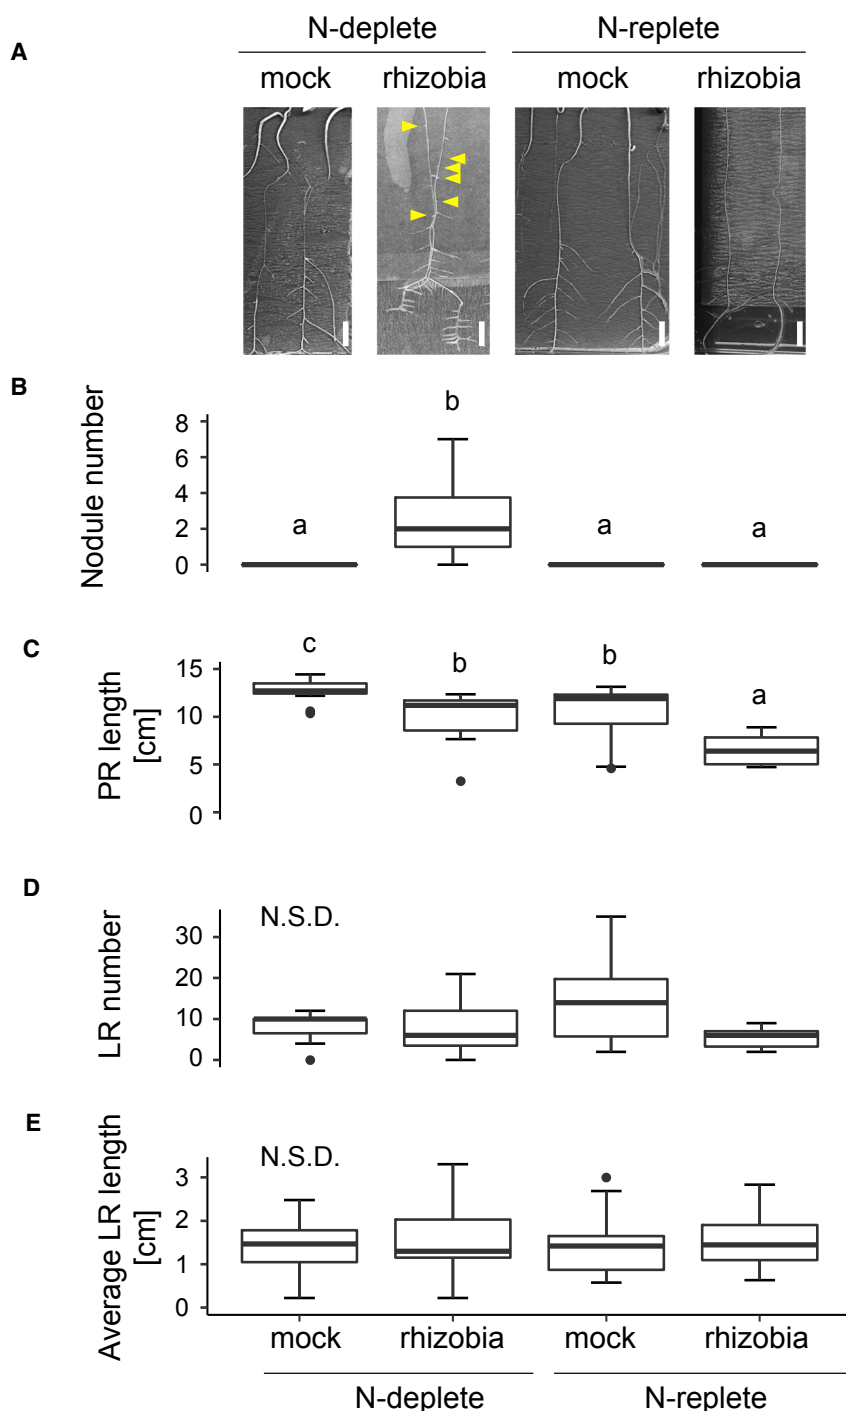 N-deplete N-replete
A
mock rhizobia mock rhizobia
B
Nodule number
8
6
4
2
0
a b a a
C
PR length
[cm]
15
10
5
0
c b b a
D
LR number
30
20
10
0
N.S.D.
E
Average LR length
[cm]
3
2
1
0
N.S.D.
mock rhizobia mock rhizobia
N-deplete N-replete